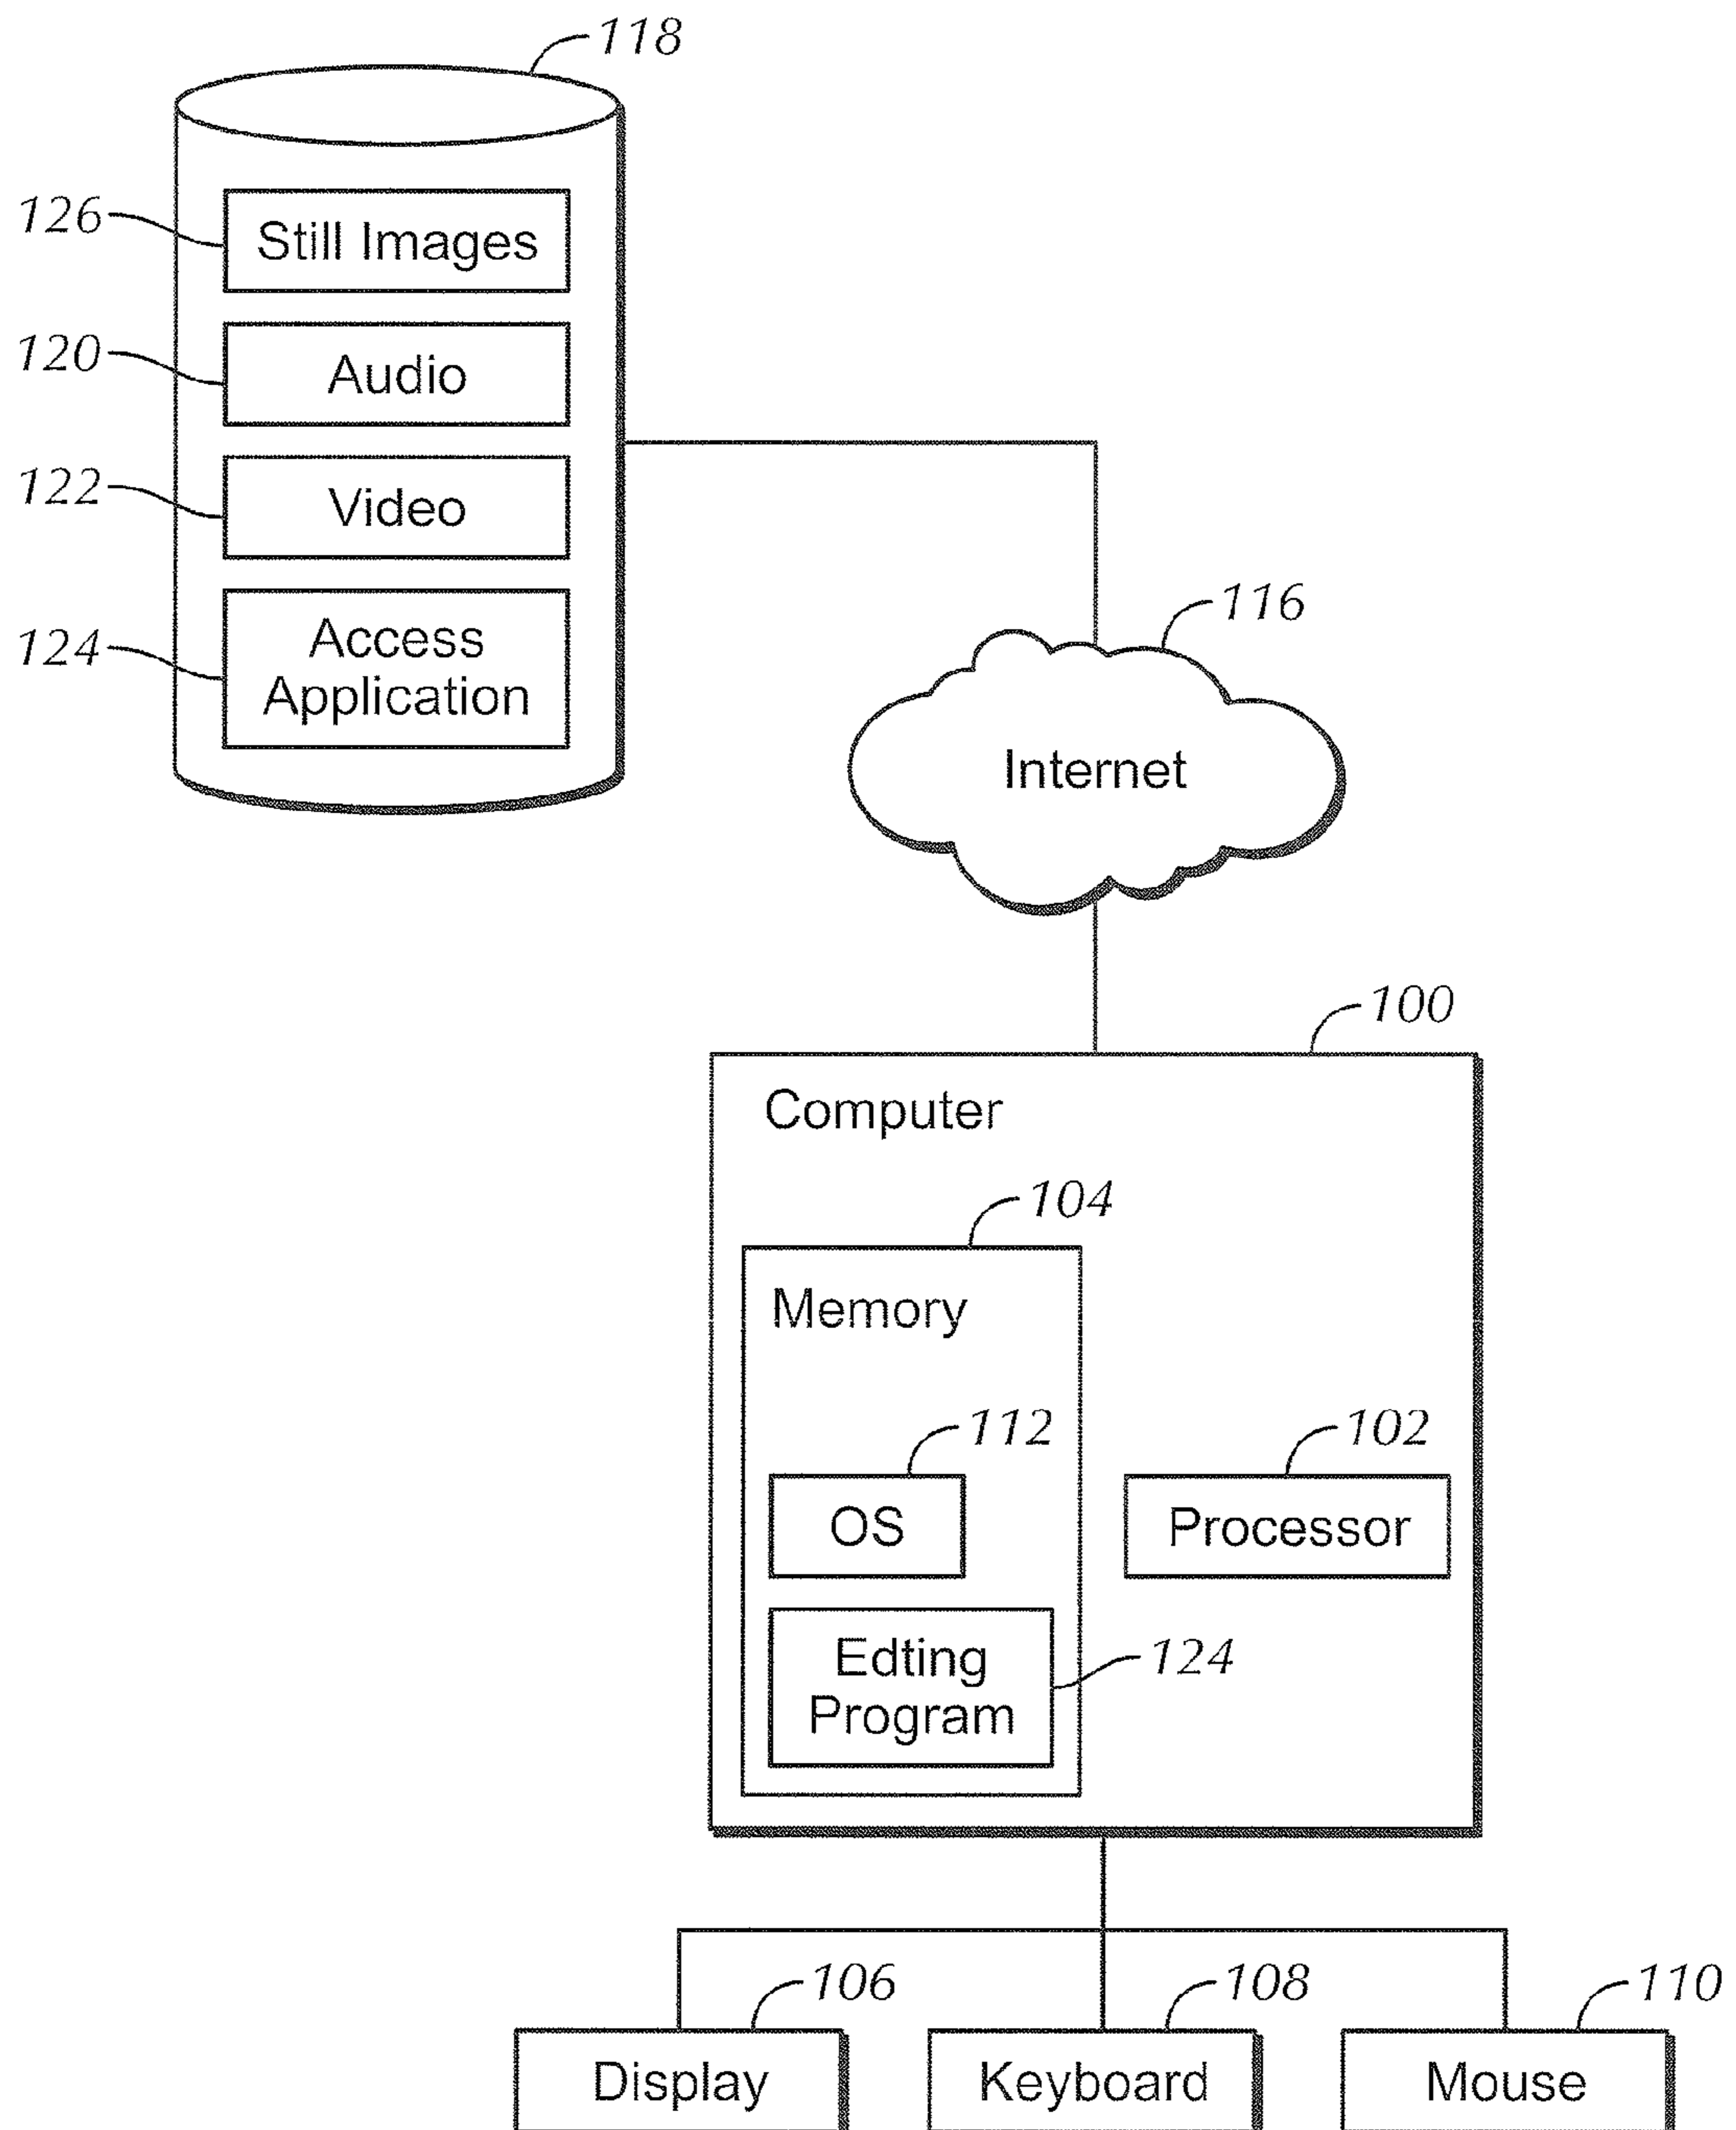 118
126
Still Images
120
Audio
122
Video
124
Access
Application
116
Internet
100
Computer
104
Memory
112
OS
102
Processor
Edting
Program
124
106
Display
108
Keyboard
110
Mouse